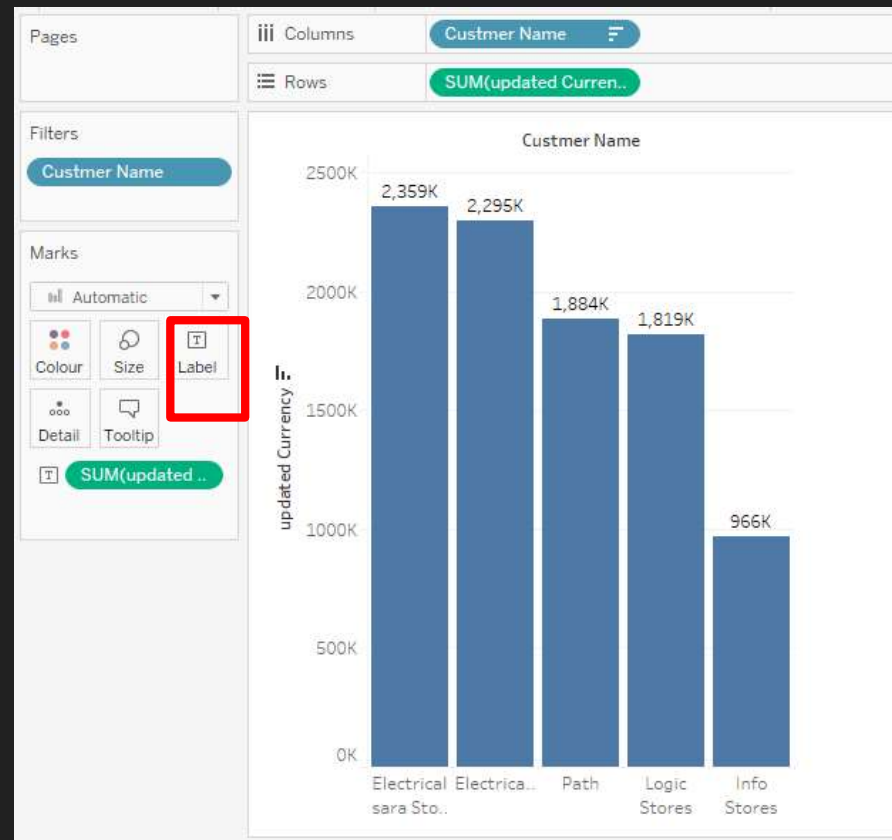 Pages
iii Columns
Custmer Name
Rows
SUM(updated Curren..
Filters
Custmer Name
Marks
Automatic
Colour
Size
T
Label
Detail
Tooltip
T
SUM(updated ..
Custmer Name
updated Currency
2500K
2000K
1500K
1000K
500K
0K
2,359K
2,295K
1,884K
1,819K
966K
Electrical
sara Sto..
Electrica..
Path
Logic
Stores
Info
Stores